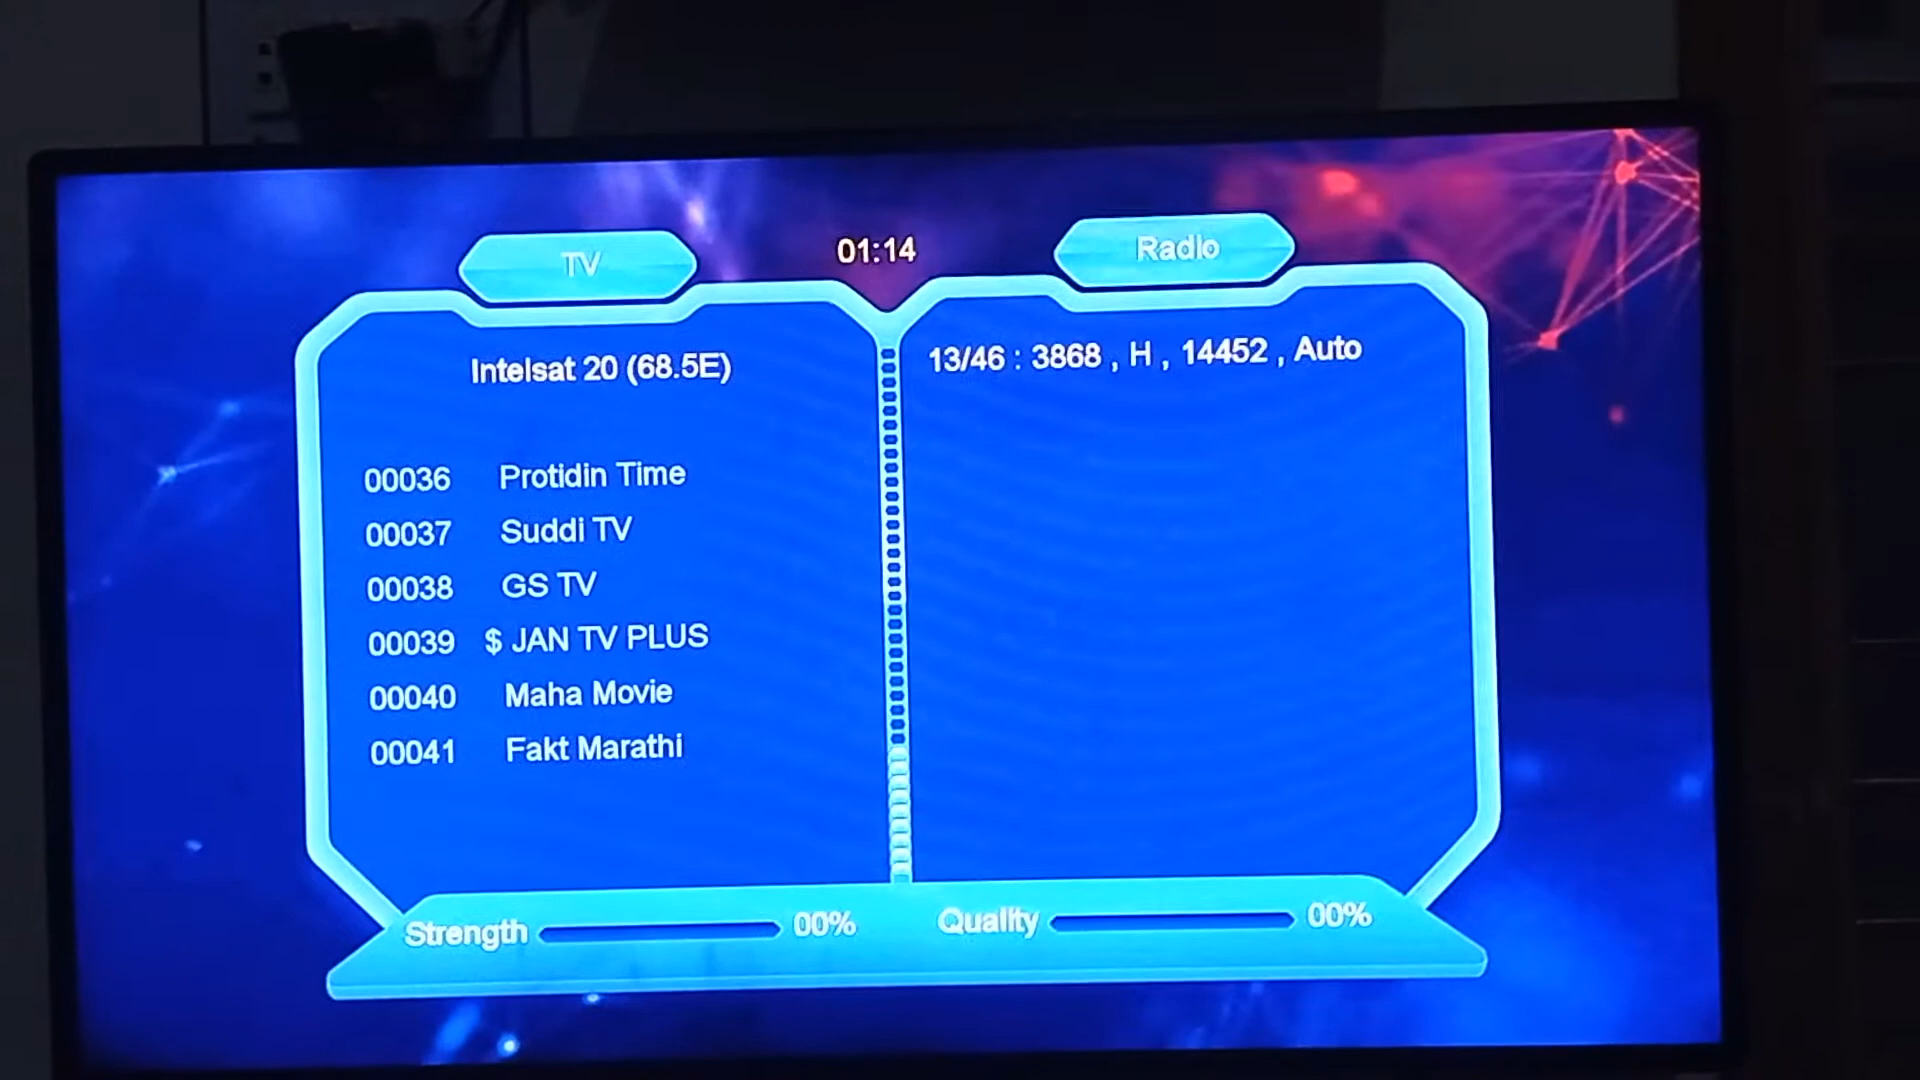 TV
01:14
Radio
Intelsat 20 (68.5E)
13/46 : 3868 , H , 14452 , Auto
00036 Protidin Time
00037 Suddi TV
00038 GS TV
00039 $ JAN TV PLUS
00040 Maha Movie
00041 Fakt Marathi
Strength 00% Quality 00%